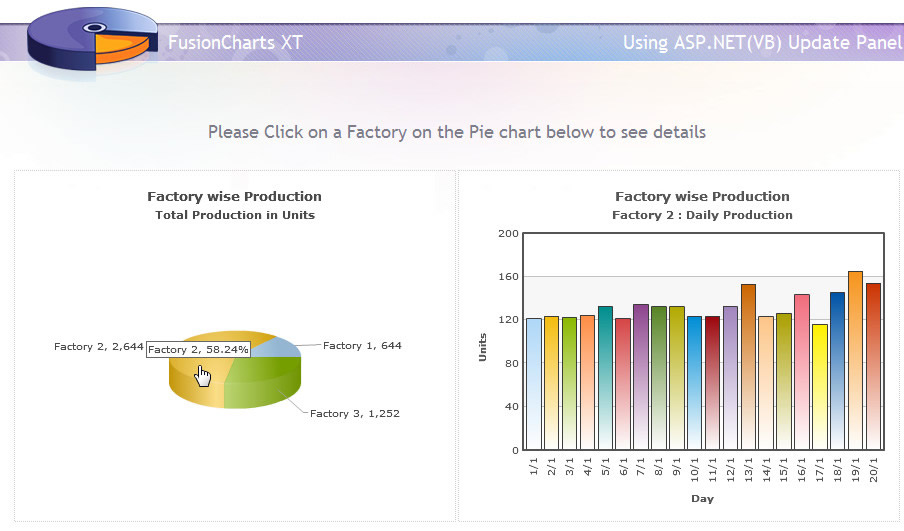 FusionCharts XT
Using ASP.NET(VB) Update Panel
Please Click on a Factory on the Pie chart below to see details
Factory wise Production
Total Production in Units
Factory 2, 2,644
Factory 2, 58.24%
Factory 1, 644
Factory 3, 1,252
Factory wise Production
Factory 2 : Daily Production
200
160
120
80
40
0
Units
1/1
2/1
3/1
4/1
5/1
6/1
7/1
8/1
9/1
10/1
11/1
12/1
13/1
14/1
15/1
16/1
17/1
18/1
19/1
20/1
Day